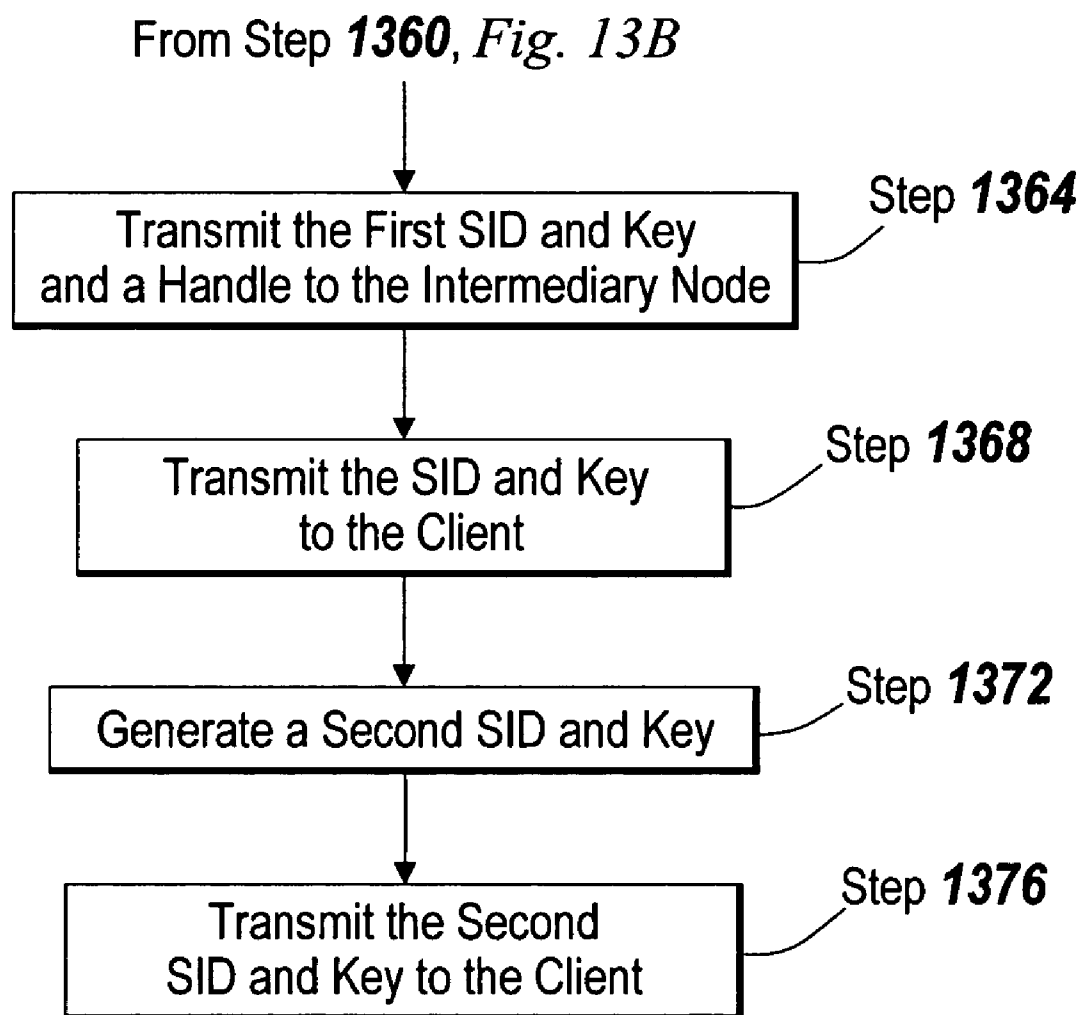 From Step 1360, Fig. 13B
Step 1364
Transmit the First SID and Key
and a Handle to the Intermediary Node
Step 1368
Transmit the SID and Key
to the Client
Step 1372
Generate a Second SID and Key
Step 1376
Transmit the Second
SID and Key to the Client